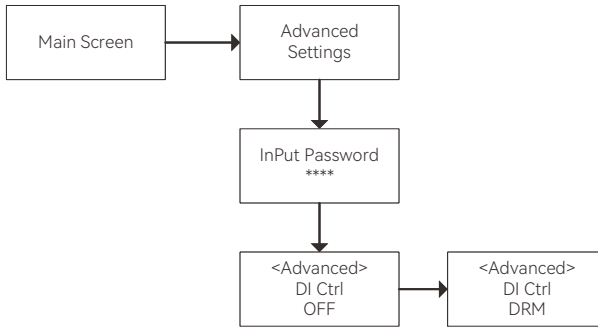 Main Screen
Advanced
Settings
InPut Password
****
<Advanced>
DI Ctrl
OFF
<Advanced>
DI Ctrl
DRM